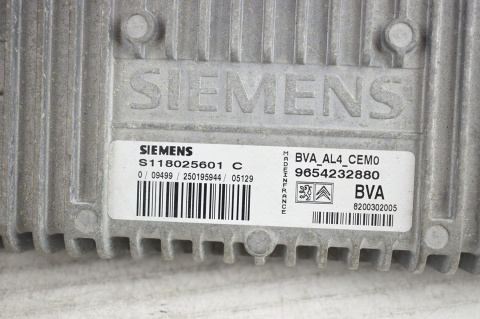 SIEMENS
SIEMENS
S118025601 C
0/ 09499 / 250195944 / 05129
MADE IN FRANCE
BVA_AL4_CEM0
9654232880
BVA
8200302005